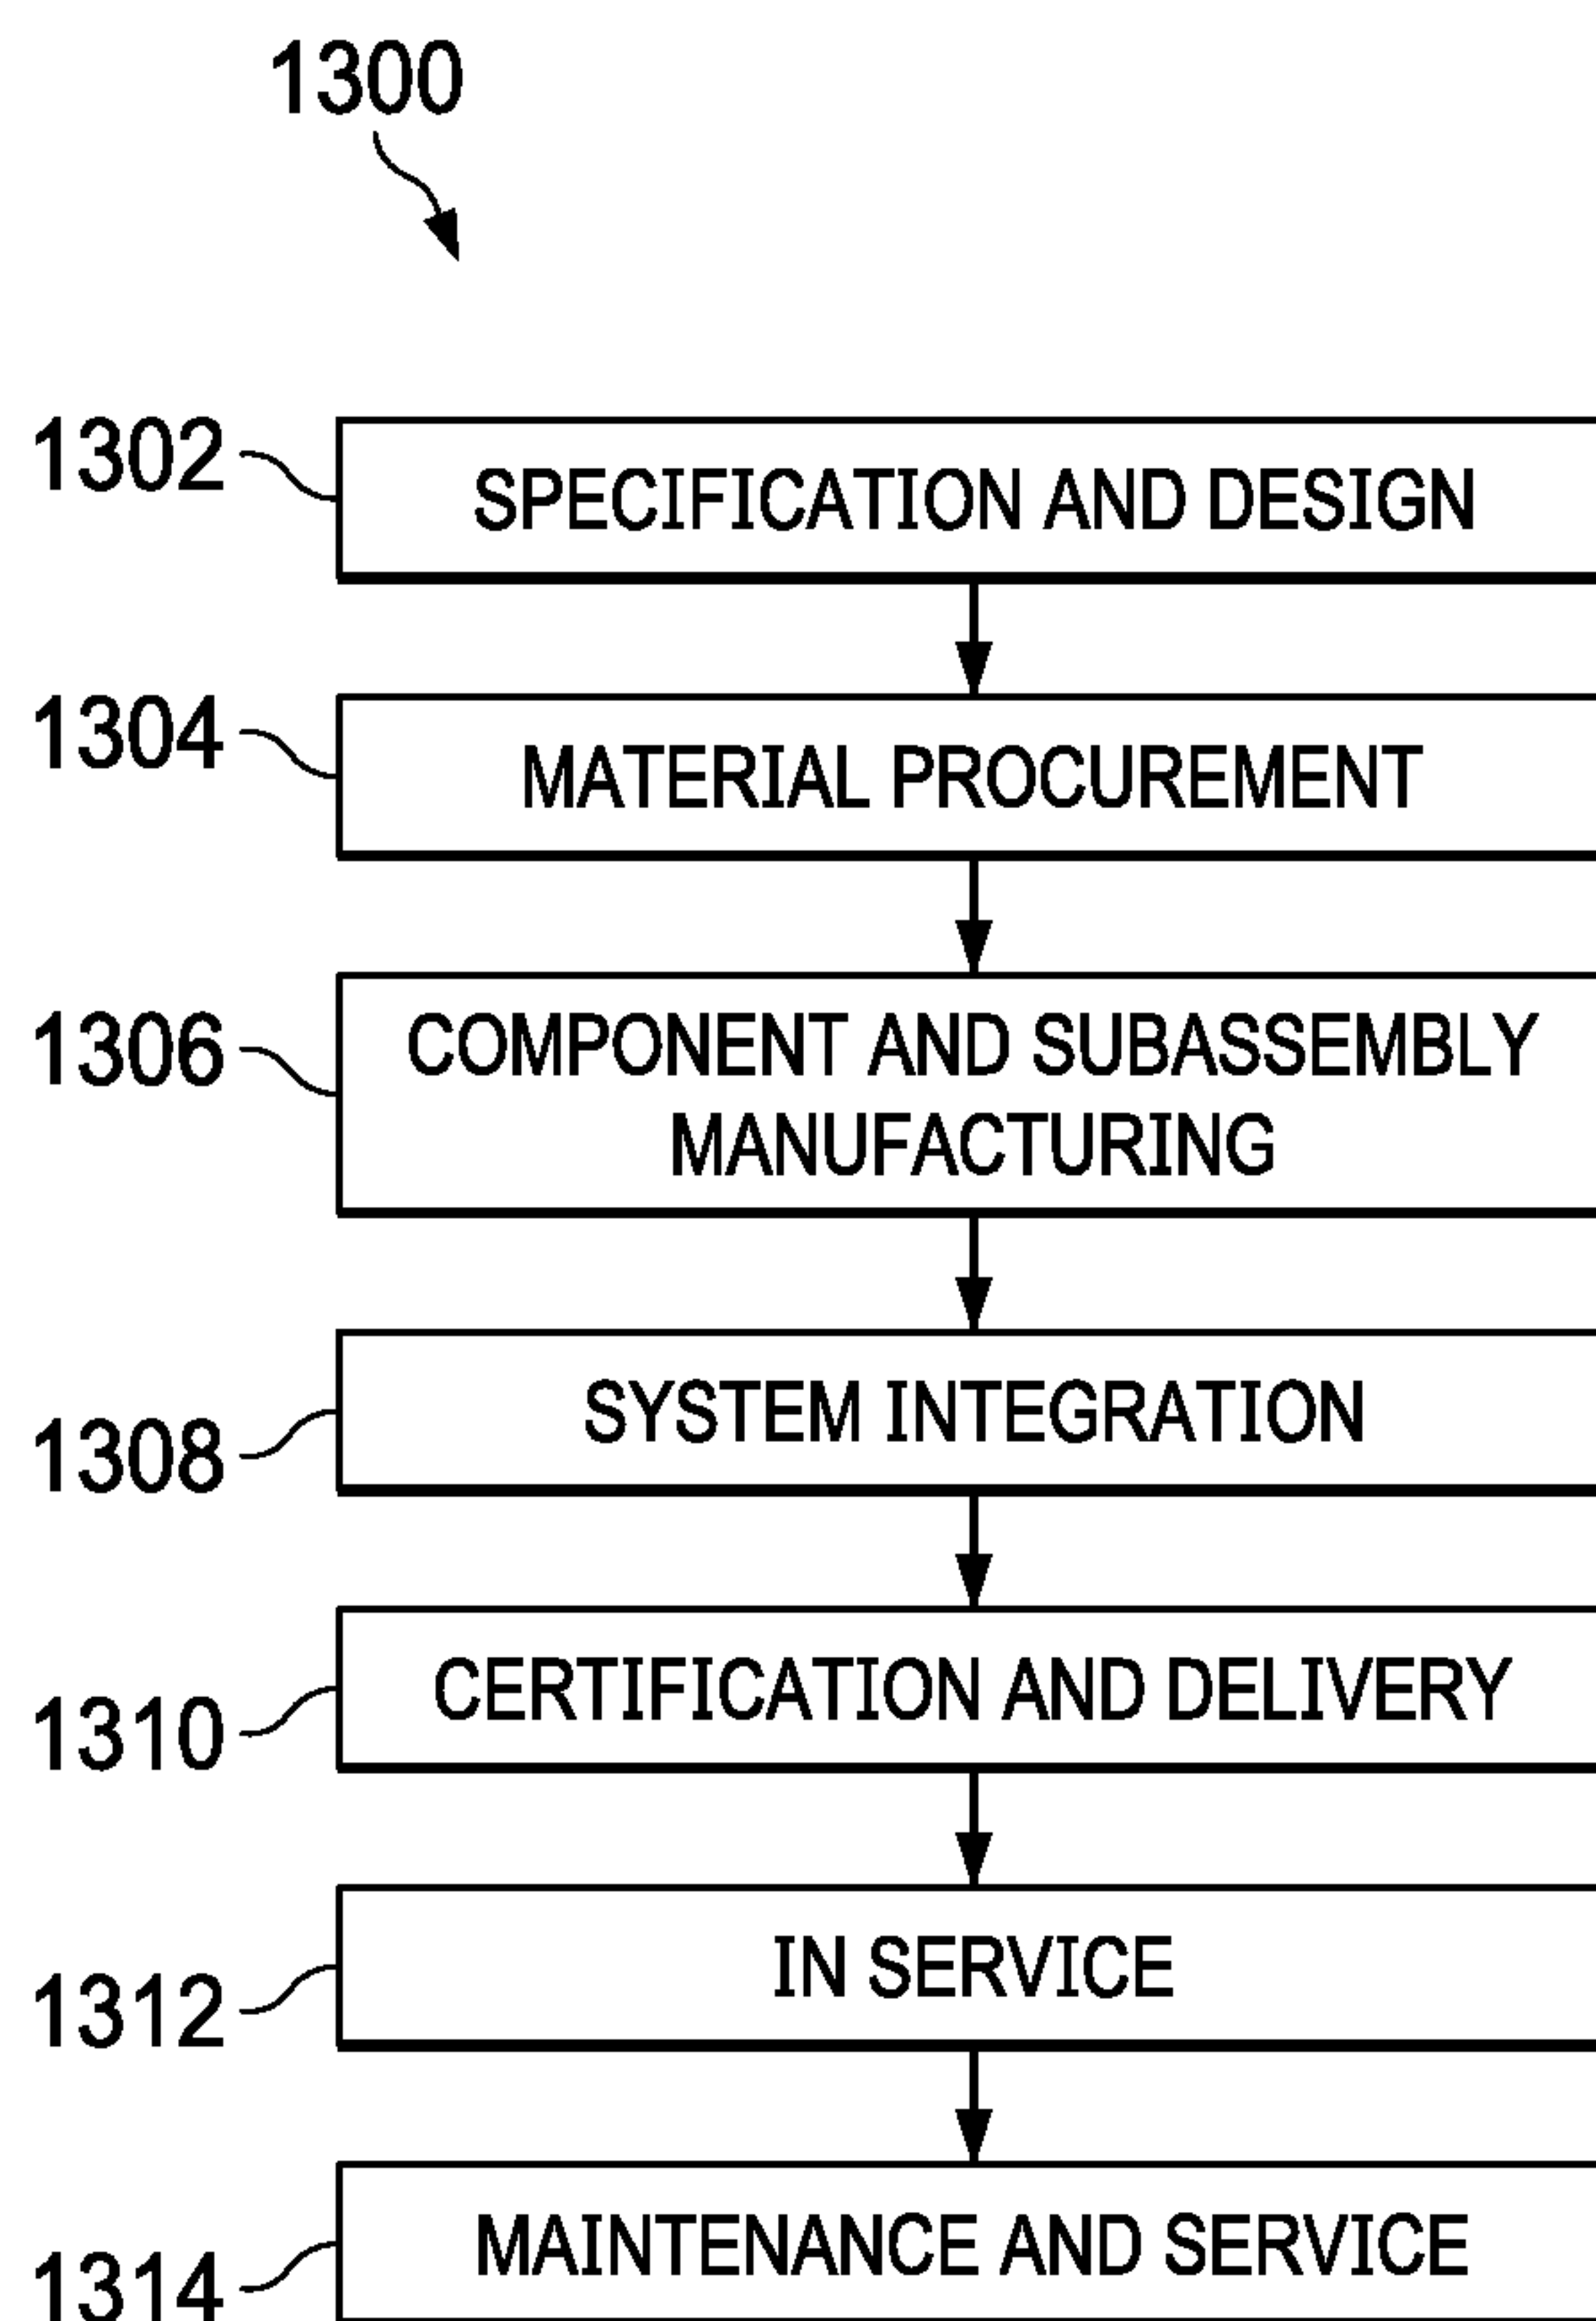 1300
1302 SPECIFICATION AND DESIGN
1304 MATERIAL PROCUREMENT
1306 COMPONENT AND SUBASSEMBLY
MANUFACTURING
1308 SYSTEM INTEGRATION
1310 CERTIFICATION AND DELIVERY
1312 IN SERVICE
1314 MAINTENANCE AND SERVICE